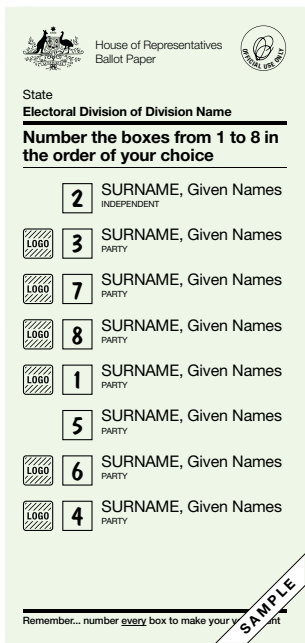 House of Representatives
Ballot Paper
OFFICIAL USE ONLY
State
Electoral Division of Division Name
Number the boxes from 1 to 8 in
the order of your choice
2 SURNAME, Given Names
INDEPENDENT
LOGO 3 SURNAME, Given Names
PARTY
LOGO 7 SURNAME, Given Names
PARTY
LOGO 8 SURNAME, Given Names
PARTY
LOGO 1 SURNAME, Given Names
PARTY
5 SURNAME, Given Names
PARTY
LOGO 6 SURNAME, Given Names
PARTY
LOGO 4 SURNAME, Given Names
PARTY
Remember... number every box to make your
SAMPLE